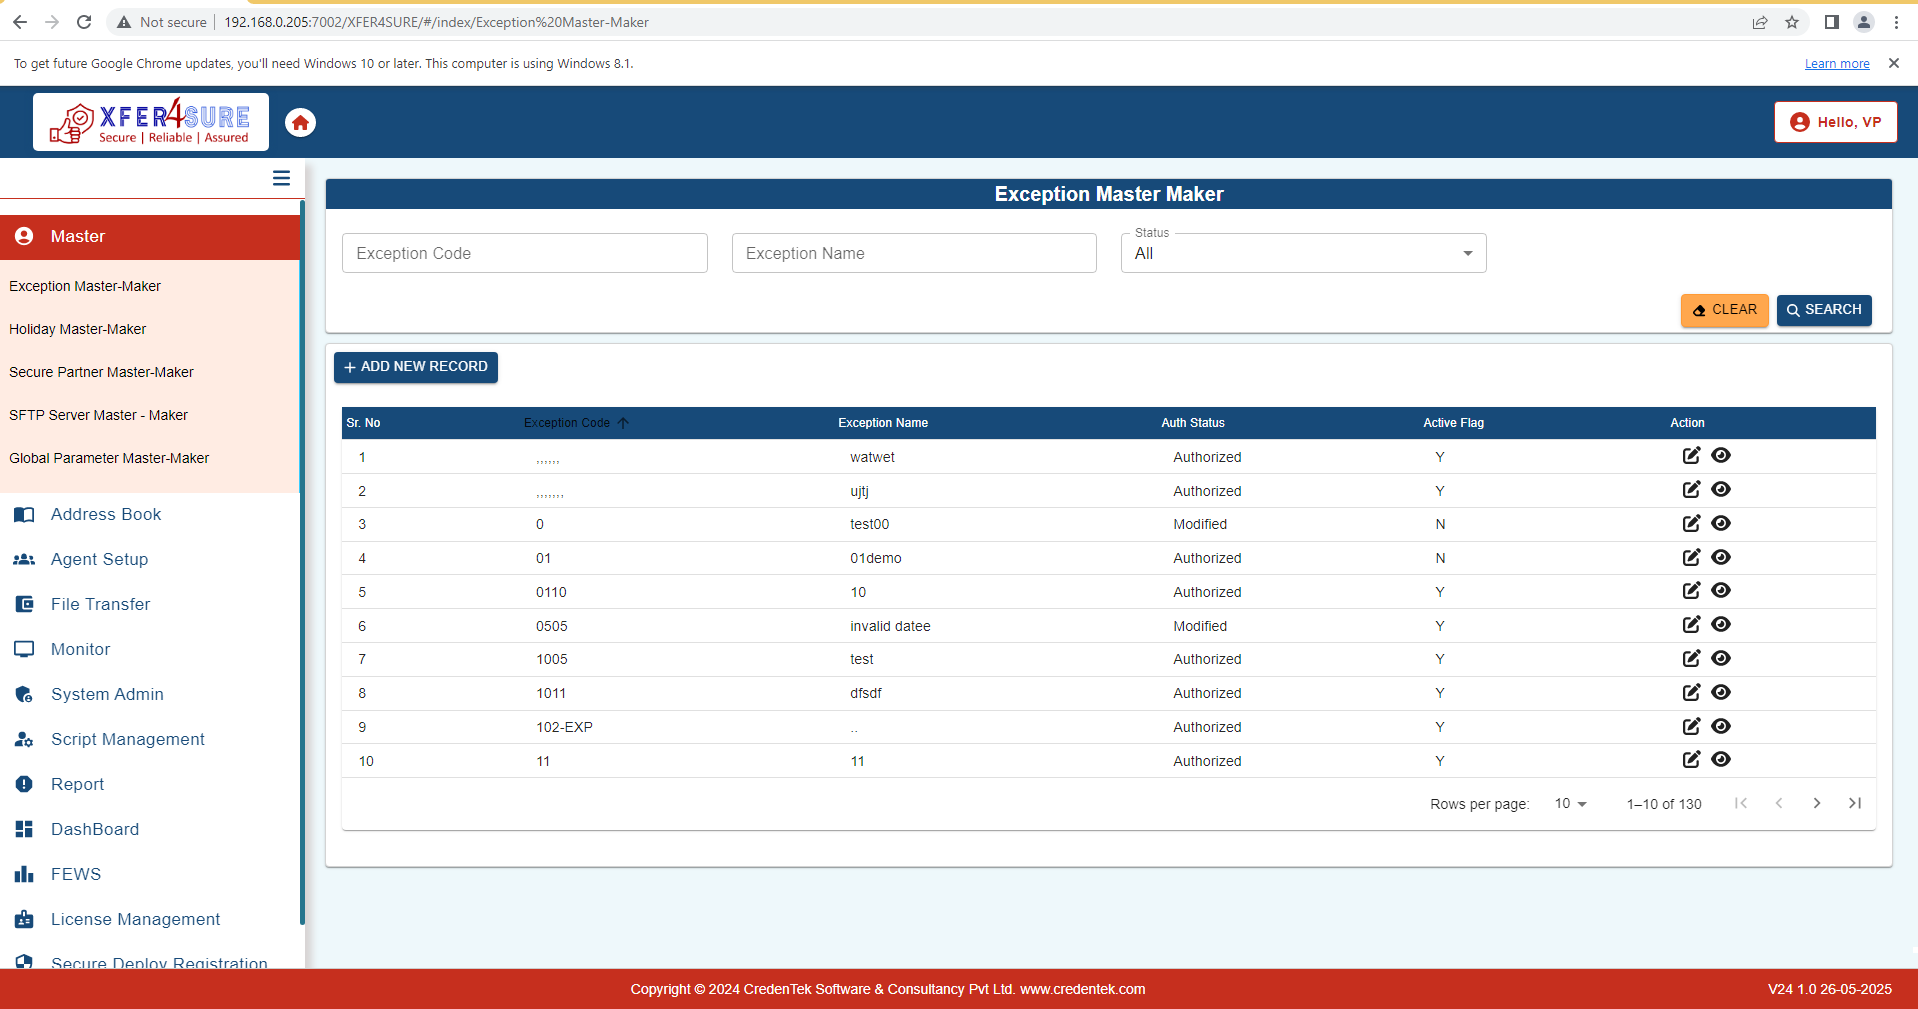 Not secure | 192.168.0.205:7002/XFER4SURE/#/index/Exception%20Master-Maker
To get future Google Chrome updates, you'll need Windows 10 or later. This computer is using Windows 8.1.
Learn more
XFER4SURE
Secure | Reliable | Assured
Hello, VP
Master
Exception Master-Maker
Holiday Master-Maker
Secure Partner Master-Maker
SFTP Server Master - Maker
Global Parameter Master-Maker
Address Book
Agent Setup
File Transfer
Monitor
System Admin
Script Management
Report
DashBoard
FEWS
License Management
Secure Deploy Registration
Exception Master Maker
Exception Code
Exception Name
Status
All
CLEAR
SEARCH
+ ADD NEW RECORD
Sr. No Exception Code Exception Name Auth Status Active Flag Action
1 ,,,,,, watwet Authorized Y
2 ,,,,,,, ujtj Authorized Y
3 0 test00 Modified N
4 01 01demo Authorized N
5 0110 10 Authorized Y
6 0505 invalid datee Modified Y
7 1005 test Authorized Y
8 1011 dfsdf Authorized Y
9 102-EXP .. Authorized Y
10 11 11 Authorized Y
Rows per page: 10 1–10 of 130
Copyright © 2024 CredenTek Software & Consultancy Pvt Ltd. www.credentek.com
V24 1.0 26-05-2025